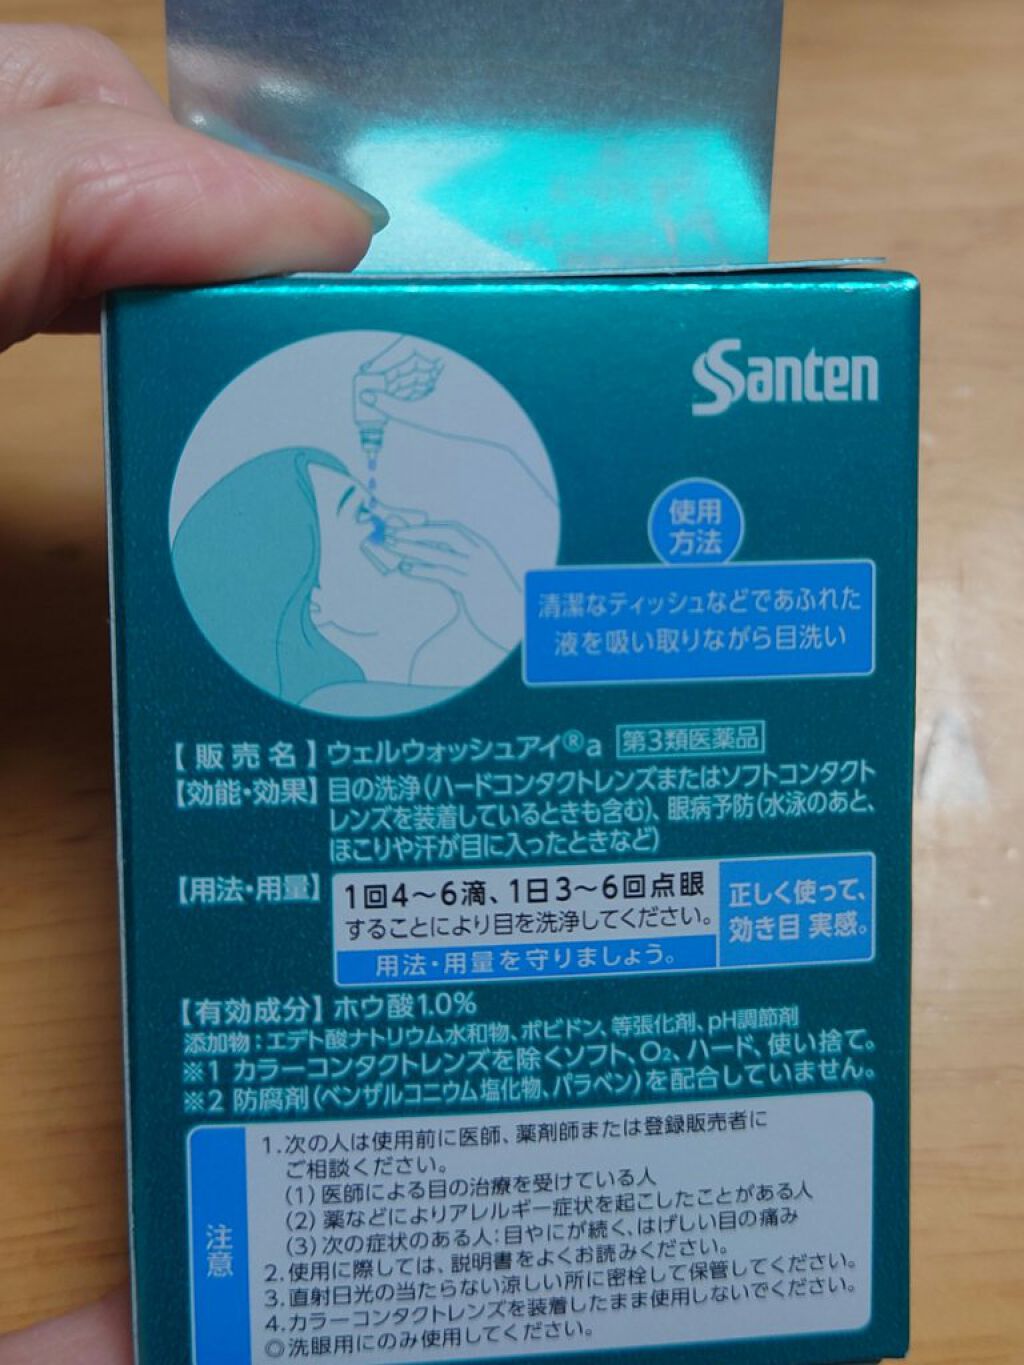 Santen
使用
方法
清潔なティッシュなどであふれた
液を吸い取りながら目洗い
【販売名】ウェルウォッシュアイ®a 第3類医薬品
【効能・効果】目の洗浄(ハードコンタクトレンズまたはソフトコンタクト
レンズを装着しているときも含む)、眼病予防(水泳のあと、
ほこりや汗が目に入ったときなど)
【用法・用量】1回4～6滴、1日3～6回点眼
することにより目を洗浄してください。
用法・用量を守りましょう。
正しく使って、
効き目 実感。
【有効成分】ホウ酸1.0%
添加物：エデト酸ナトリウム水和物、ポビドン、等張化剤、pH調節剤
※1 カラーコンタクトレンズを除くソフト、O₂、ハード、使い捨て。
※2 防腐剤(ベンザルコニウム塩化物、パラベン)を配合していません。
注意
1.次の人は使用前に医師、薬剤師または登録販売者に
ご相談ください。
(1)医師による目の治療を受けている人
(2)薬などによりアレルギー症状を起こしたことがある人
(3)次の症状のある人：目やにが続く、はげしい目の痛み
2.使用に際しては、説明書をよくお読みください。
3.直射日光の当たらない涼しい所に密栓して保管してください。
4.カラーコンタクトレンズを装着したまま使用しないでください。
◎洗眼用にのみ使用してください。